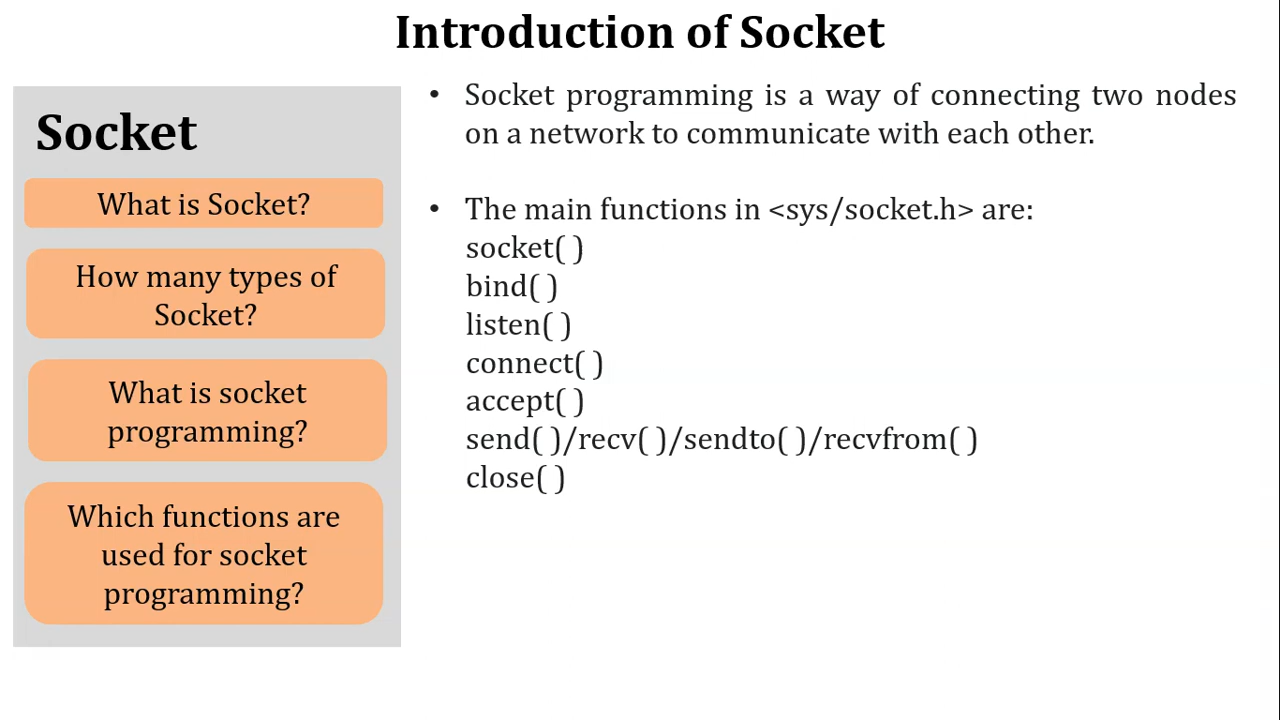 Introduction of Socket
Socket
What is Socket?
How many types of
Socket?
What is socket
programming?
Which functions are
used for socket
programming?
• Socket programming is a way of connecting two nodes
on a network to communicate with each other.
• The main functions in <sys/socket.h> are:
socket( )
bind( )
listen( )
connect( )
accept( )
send( )/recv( )/sendto( )/recvfrom( )
close( )